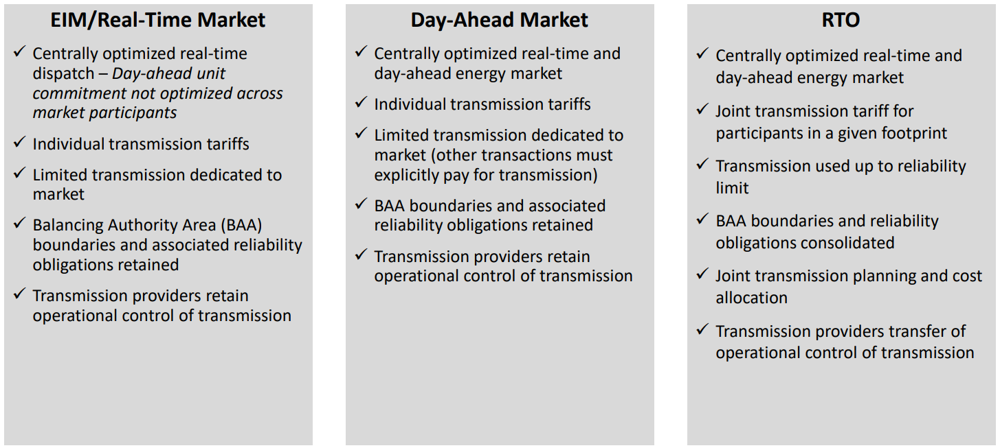 EIM/Real-Time Market
✓ Centrally optimized real-time
dispatch – Day-ahead unit
commitment not optimized across
market participants
✓ Individual transmission tariffs
✓ Limited transmission dedicated to
market
✓ Balancing Authority Area (BAA)
boundaries and associated reliability
obligations retained
✓ Transmission providers retain
operational control of transmission
Day-Ahead Market
✓ Centrally optimized real-time and
day-ahead energy market
✓ Individual transmission tariffs
✓ Limited transmission dedicated to
market (other transactions must
explicitly pay for transmission)
✓ BAA boundaries and associated
reliability obligations retained
✓ Transmission providers retain
operational control of transmission
RTO
✓ Centrally optimized real-time and
day-ahead energy market
✓ Joint transmission tariff for
participants in a given footprint
✓ Transmission used up to reliability
limit
✓ BAA boundaries and reliability
obligations consolidated
✓ Joint transmission planning and cost
allocation
✓ Transmission providers transfer of
operational control of transmission